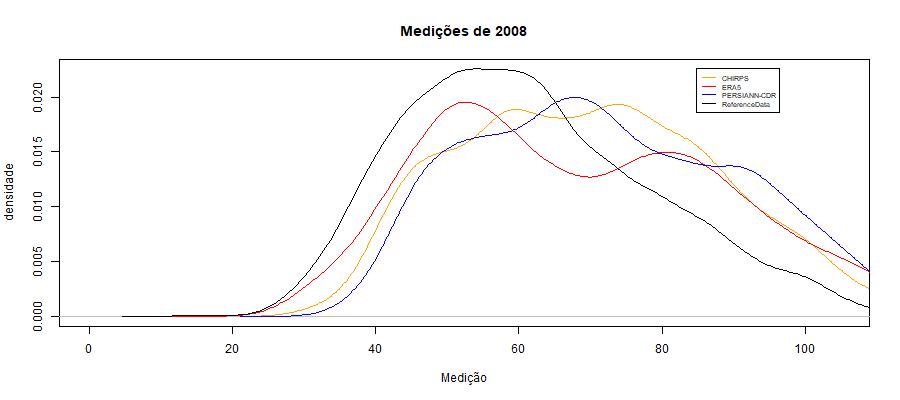 Medições de 2008
densidade
0.020
0.015
0.010
0.005
0.000
CHIRPS
ERA5
PERSIANN-CDR
ReferenceData
0 20 40 60 80 100
Medição